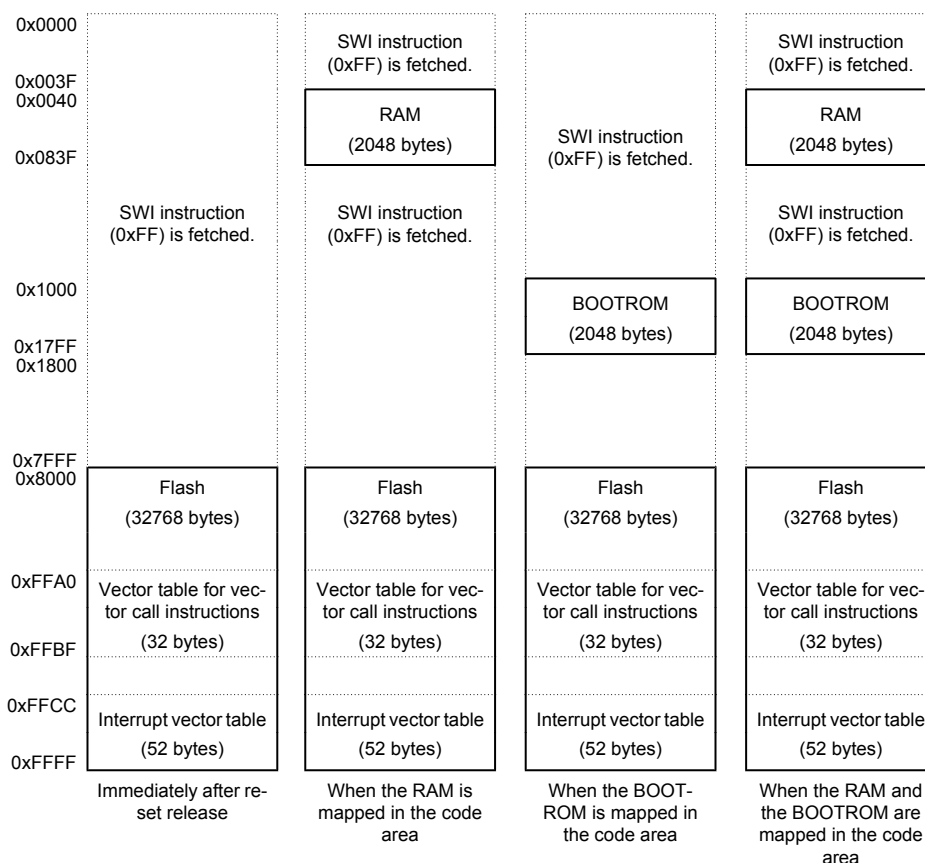 0x0000
0x003F
0x0040
0x083F
0x1000
0x17FF
0x1800
0x7FFF
0x8000
0xFFA0
0xFFBF
0xFFCC
0xFFFF
SWI instruction
(0xFF) is fetched.
Flash
(32768 bytes)
Vector table for vec-
tor call instructions
(32 bytes)
Interrupt vector table
(52 bytes)
Immediately after re-
set release
SWI instruction
(0xFF) is fetched.
RAM
(2048 bytes)
SWI instruction
(0xFF) is fetched.
Flash
(32768 bytes)
Vector table for vec-
tor call instructions
(32 bytes)
Interrupt vector table
(52 bytes)
When the RAM is
mapped in the code
area
SWI instruction
(0xFF) is fetched.
BOOTROM
(2048 bytes)
Flash
(32768 bytes)
Vector table for vec-
tor call instructions
(32 bytes)
Interrupt vector table
(52 bytes)
When the BOOT-
ROM is mapped in
the code area
SWI instruction
(0xFF) is fetched.
RAM
(2048 bytes)
SWI instruction
(0xFF) is fetched.
BOOTROM
(2048 bytes)
Flash
(32768 bytes)
Vector table for vec-
tor call instructions
(32 bytes)
Interrupt vector table
(52 bytes)
When the RAM and
the BOOTROM are
mapped in the code
area